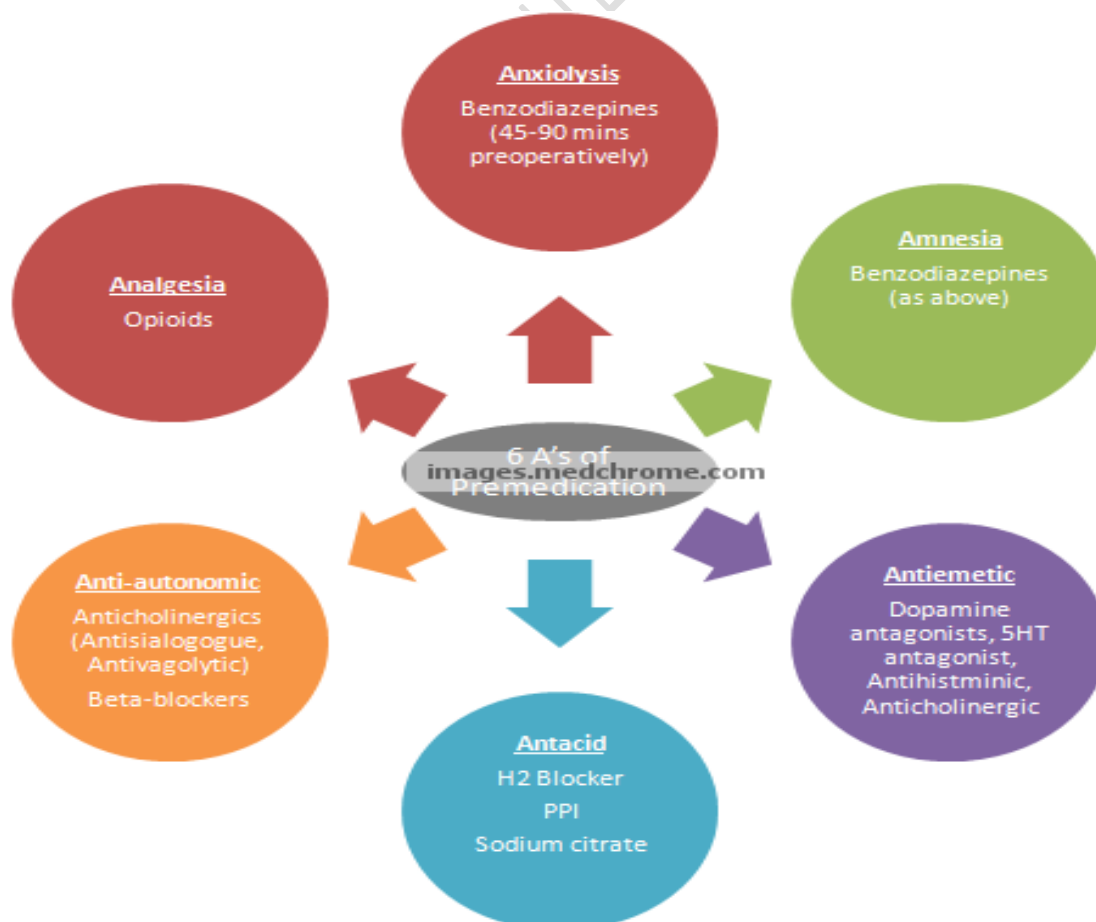 Anxiolysis
Benzodiazepines
(45-90 mins
preoperatively)
Amnesia
Benzodiazepines
(as above)
Analgesia
Opioids
6 A's of
images.medchrome.com
Premedication
Anti-autonomic
Anticholinergics
(Antisialogogue,
Antivagolytic)
Beta-blockers
Antiemetic
Dopamine
antagonists, 5HT
antagonist,
Antihistminic,
Anticholinergic
Antacid
H2 Blocker
PPI
Sodium citrate